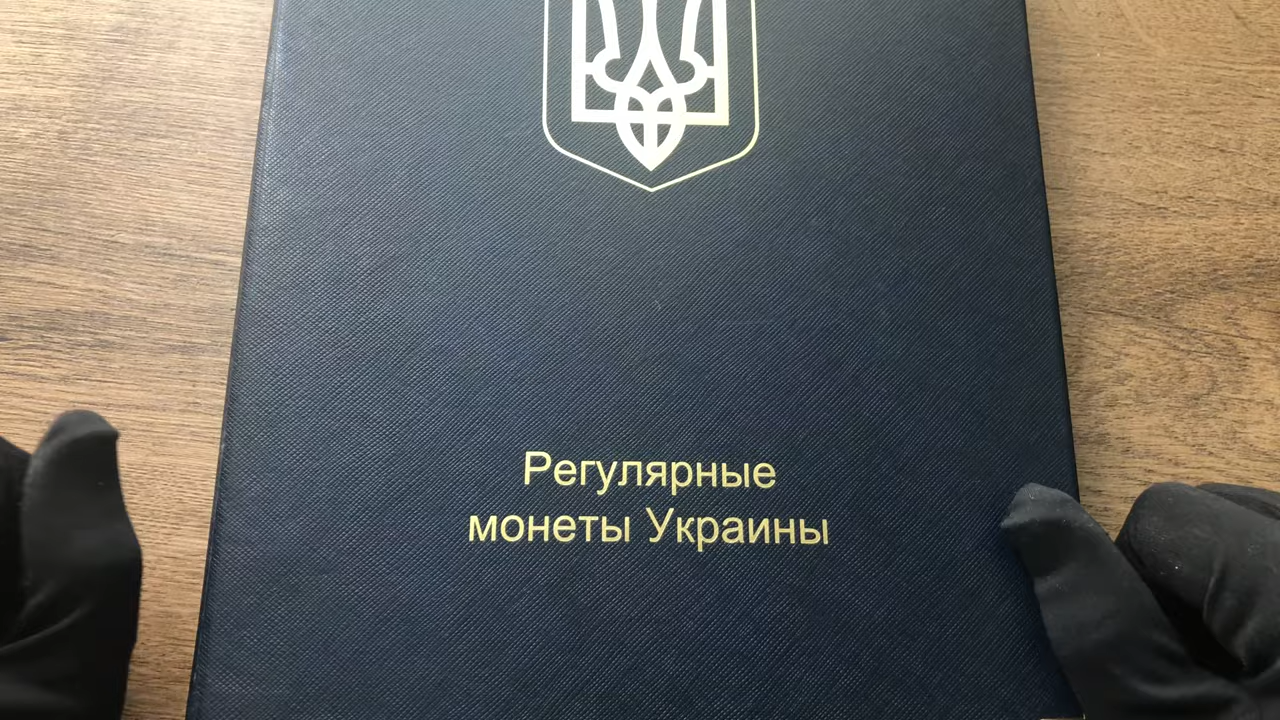 Регулярные
монеты Украины